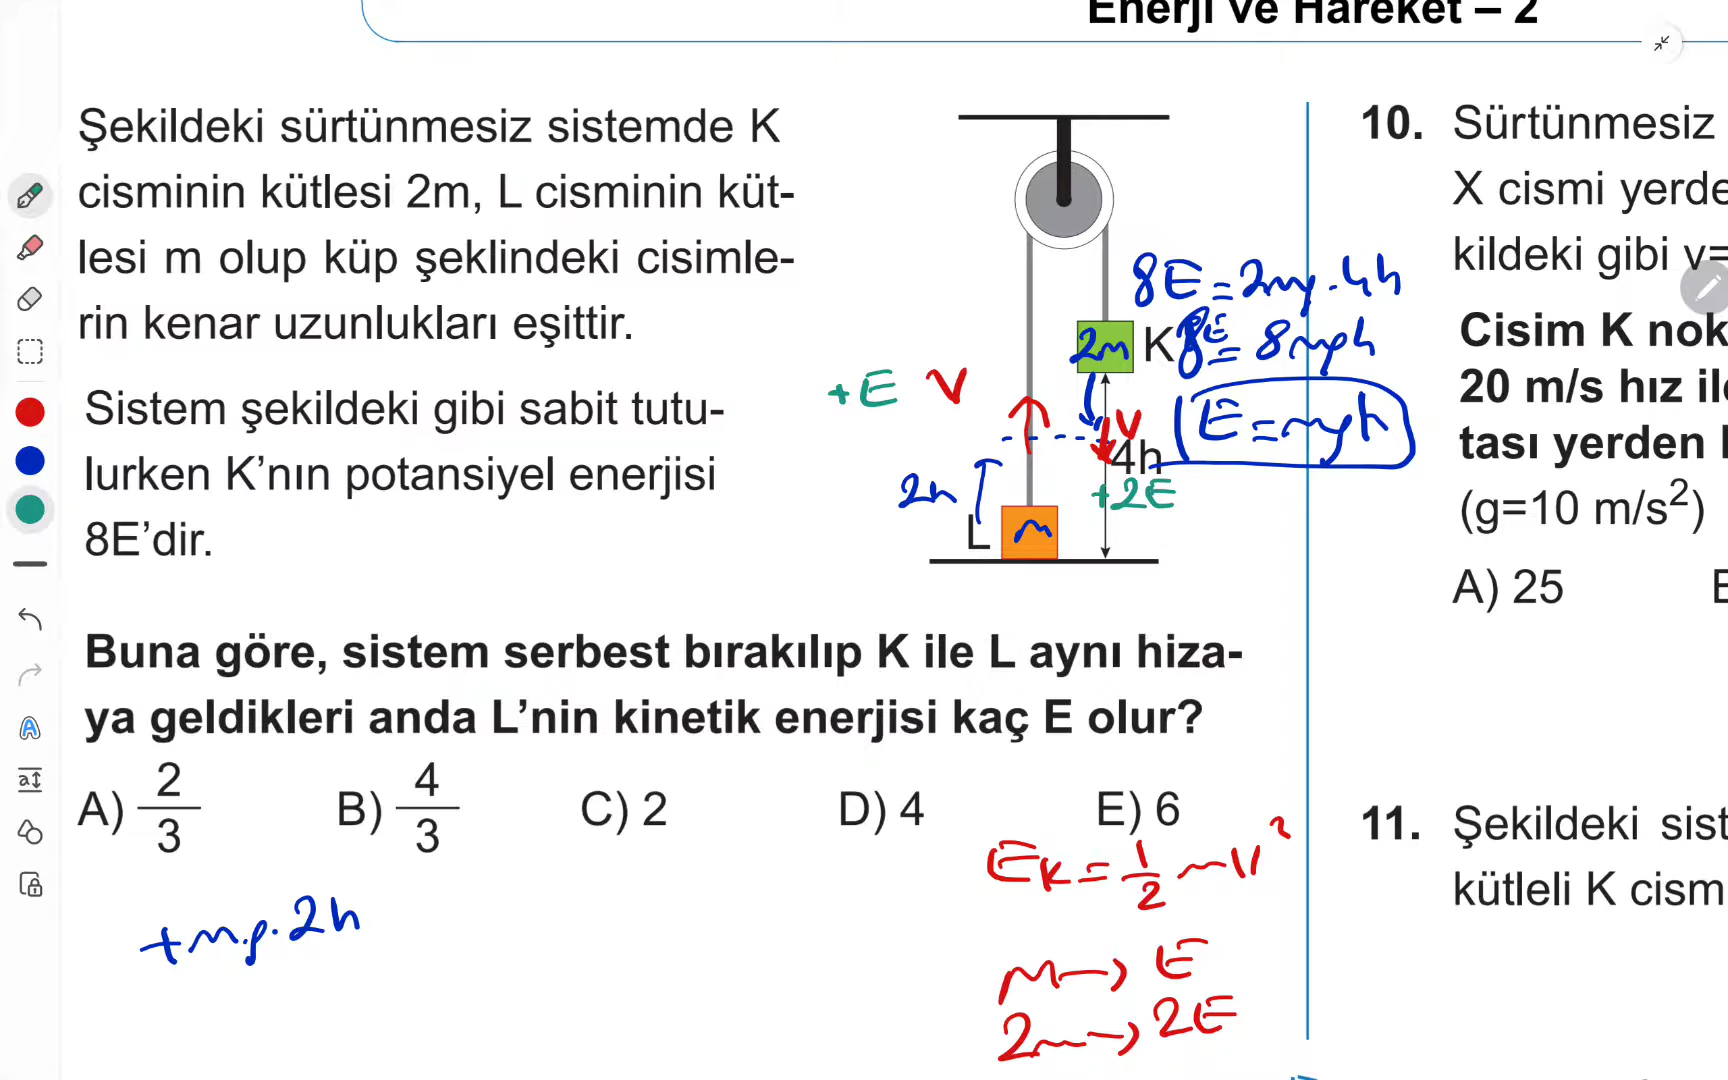 Enerji ve Hareket – 2
Şekildeki sürtünmesiz sistemde K
cisminin kütlesi 2m, L cisminin küt-
lesi m olup küp şeklindeki cisimle-
rin kenar uzunlukları eşittir.
Sistem şekildeki gibi sabit tutu-
lurken K’nın potansiyel enerjisi
8E’dir.
8E = 2mg.4h
2m K
8E = 8mgh
+E V
V
E = mgh
4h
2h
+2E
L m
Buna göre, sistem serbest bırakılıp K ile L aynı hiza-
ya geldikleri anda L’nin kinetik enerjisi kaç E olur?
A) 2/3 B) 4/3 C) 2 D) 4 E) 6
EK = 1/2 mV²
+m.g.2h
m → E
2m → 2E
10. Sürtünmesiz
X cismi yerde
kildeki gibi v=
Cisim K nok
20 m/s hız ile
tası yerden
(g=10 m/s²)
A) 25
11. Şekildeki sist
kütleli K cism